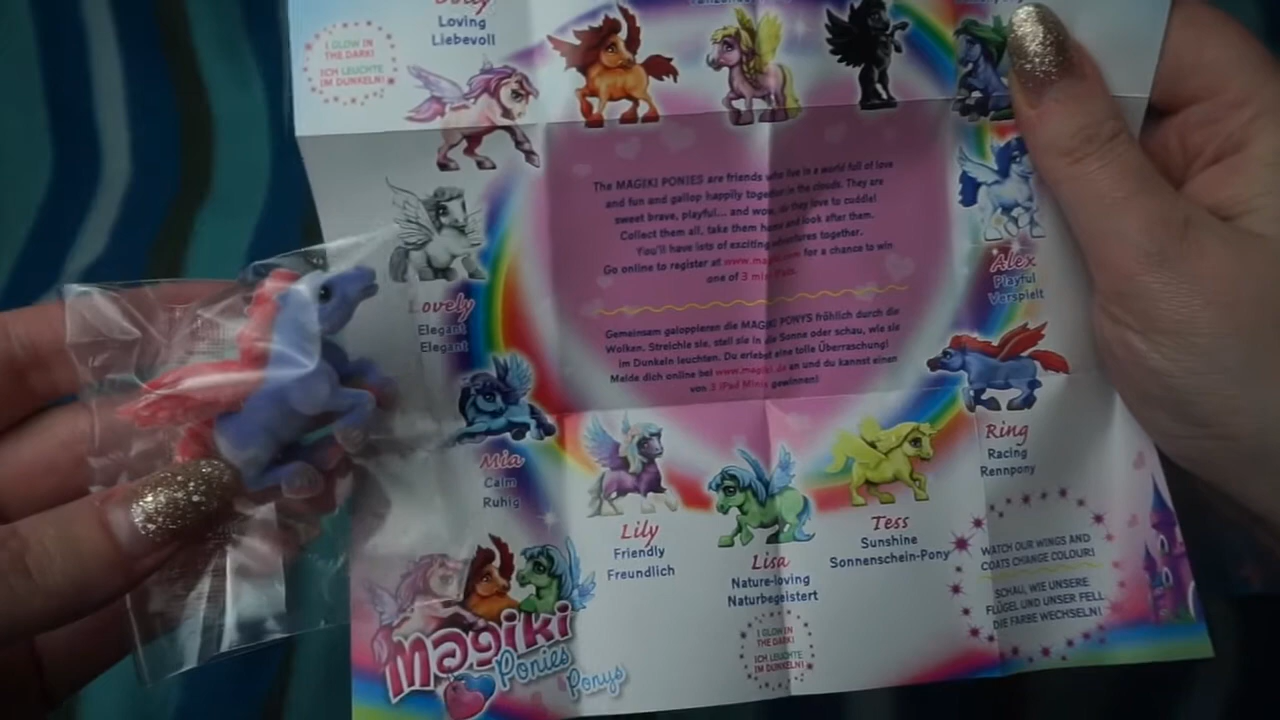 Loving
Liebevoll
I GLOW IN
THE DARK!
ICH LEUCHTE
IM DUNKELN!
The MAGIKI PONIES are friends who live in a world full of love
and fun and gallop happily together in the clouds. They are
sweet brave, playful... and wow, do they love to cuddle!
Collect them all, take them home and look after them.
You'll have lots of exciting adventures together.
Go online to register at for a chance to win
one of 3
Gemeinsam galoppieren die MAGIKI PONYS fröhlich durch die
Wolken. Streichle sie, stell sie in die Sonne oder schau, wie sie
im Dunkeln leuchten. Du erlebst eine tolle Überraschung!
Melde dich online bei www.magiki.de an und du kannst einen
von 3 iPad Minis gewinnen!
Alex
Playful
Verspielt
Lovely
Elegant
Elegant
Ring
Racing
Rennpony
Mia
Calm
Ruhig
Lily
Friendly
Freundlich
Lisa
Nature-loving
Naturbegeistert
Tess
Sunshine
Sonnenschein-Pony
I GLOW IN
THE DARK!
ICH LEUCHTE
IM DUNKELN!
WATCH OUR WINGS AND
COATS CHANGE COLOUR!
SCHAU, WIE UNSERE
FLÜGEL UND UNSER FELL
DIE FARBE WECHSELN!
Magiki
Ponies
Ponys